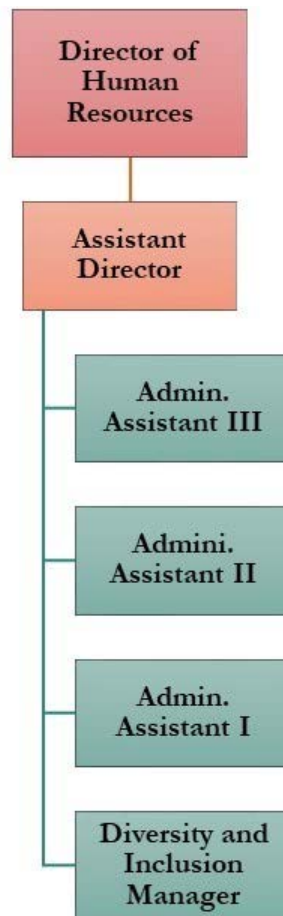 Director of
Human
Resources
Assistant
Director
Admin.
Assistant III
Admini.
Assistant II
Admin.
Assistant I
Diversity and
Inclusion
Manager